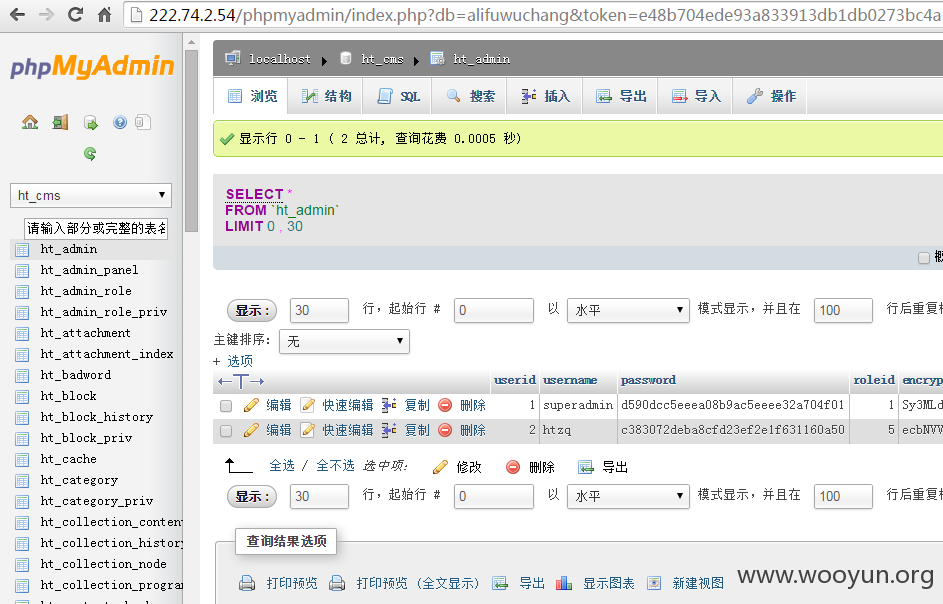 222.74.2.54/phpmyadmin/index.php?db=alifuwuchang&token=e48b704ede93a833913db1db0273bc4a
phpMyAdmin
ht_cms
请输入部分或完整的表名
ht_admin
ht_admin_panel
ht_admin_role
ht_admin_role_priv
ht_attachment
ht_attachment_index
ht_badword
ht_block
ht_block_history
ht_block_priv
ht_cache
ht_category
ht_category_priv
ht_collection_conten
ht_collection_history
ht_collection_node
ht_collection_progra
localhost ▶ ht_cms ▶ ht_admin
浏览 结构 SQL 搜索 插入 导出 导入 操作
显示行 0 - 1 ( 2 总计, 查询花费 0.0005 秒)
SELECT *
FROM `ht_admin`
LIMIT 0 , 30
显示: 30 行, 起始行 # 0 以 水平 模式显示, 并且在 100 行后重复标
主键排序: 无
+ 选项
←T→ userid username password roleid encryp
编辑 快速编辑 复制 删除 1 superadmin d590dcc5eeea08b9ac5eeee32a704f01 1 Sy3MLd
编辑 快速编辑 复制 删除 2 htzq c383072deba8cfd23ef2e1f631160a50 5 ecbNVV
全选 / 全不选 选中项: 修改 删除 导出
显示: 30 行, 起始行 # 0 以 水平 模式显示, 并且在 100 行后重复标
查询结果选项
打印预览 打印预览 (全文显示) 导出 显示图表 新建视图
www.wooyun.org